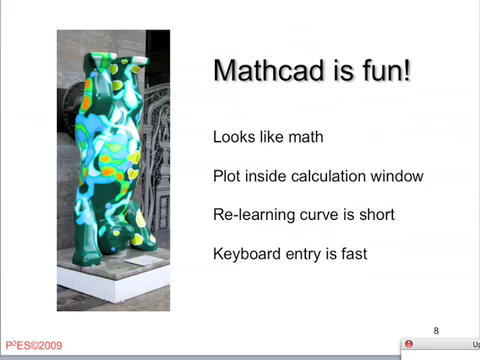 Mathcad is fun!
Looks like math
Plot inside calculation window
Re-learning curve is short
Keyboard entry is fast
8
P²ES©2009
Up